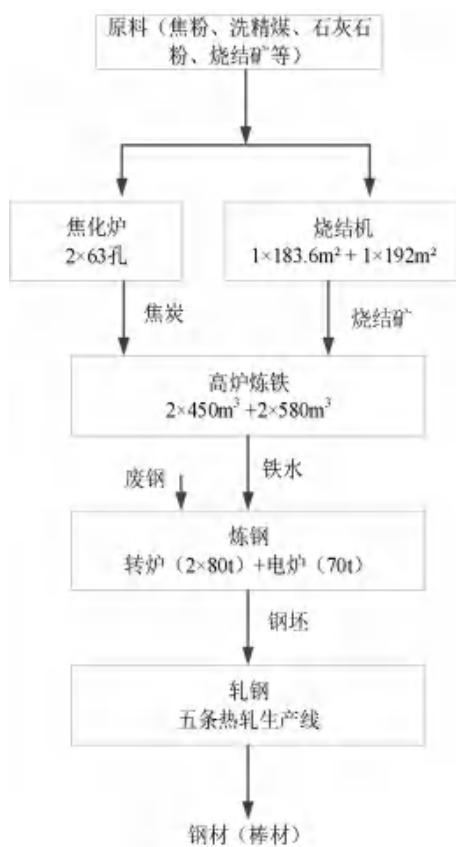 原料（焦粉、洗精煤、石灰石
粉、烧结矿等）
焦化炉
2×63孔
烧结机
1×183.6m² + 1×192m²
焦炭
烧结矿
高炉炼铁
2×450m³ +2×580m³
废钢
铁水
炼钢
转炉（2×80t）+电炉（70t）
钢坯
轧钢
五条热轧生产线
钢材（棒材）